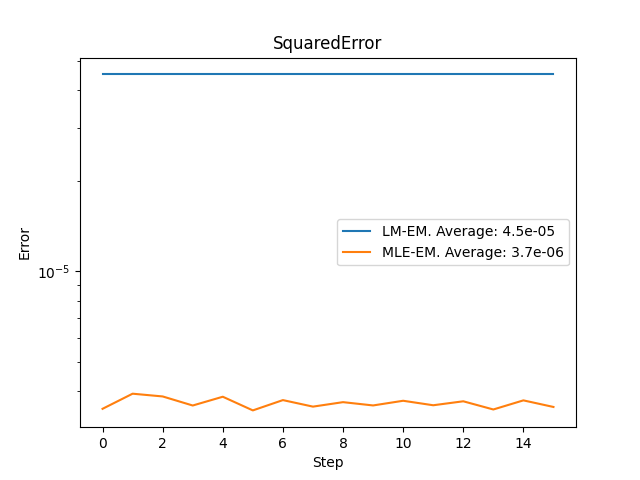 SquaredError
Error
10⁻⁵
LM-EM. Average: 4.5e-05
MLE-EM. Average: 3.7e-06
0 2 4 6 8 10 12 14
Step